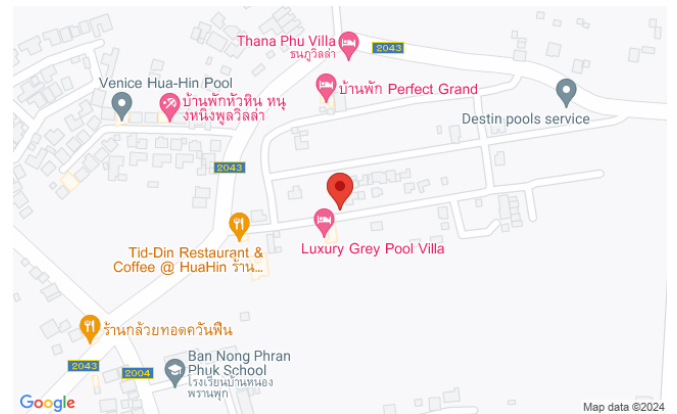 Thana Phu Villa
ธนภูวิลล่า
2043
Venice Hua-Hin Pool
บ้านพัก Perfect Grand
บ้านพักหัวหิน หนุ
งหนิงพูลวิลล่า
Destin pools service
2043
Luxury Grey Pool Villa
Tid-Din Restaurant &
Coffee @ HuaHin ร้าน...
ร้านกล้วยทอดควันฟืน
Ban Nong Phran
Phuk School
โรงเรียนบ้านหนอง
พรานพุก
2043
2004
Google
Map data ©2024